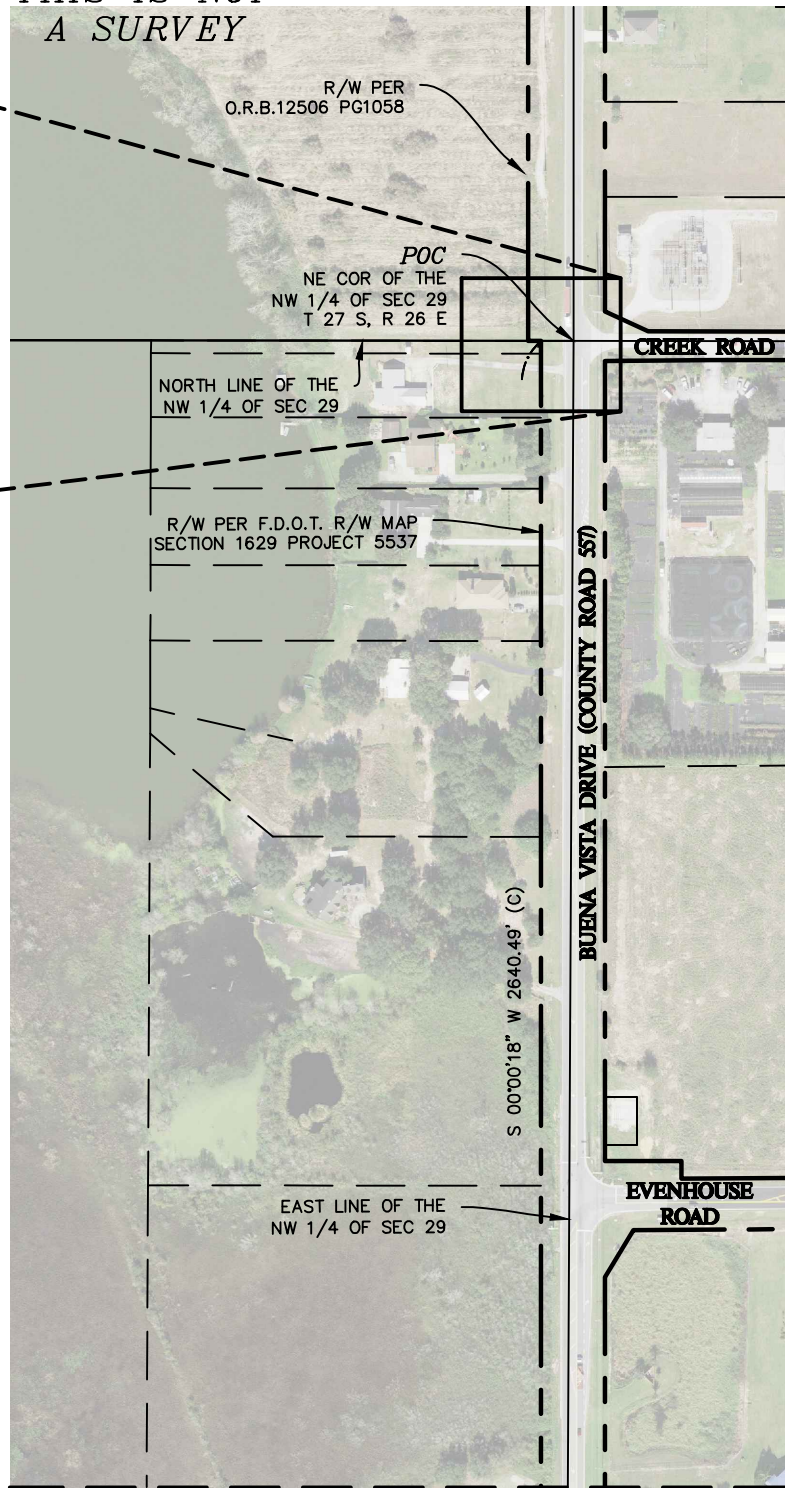 THIS IS NOT
A SURVEY
R/W PER
O.R.B.12506 PG1058
POC
NE COR OF THE
NW 1/4 OF SEC 29
T 27 S, R 26 E
CREEK ROAD
NORTH LINE OF THE
NW 1/4 OF SEC 29
R/W PER F.D.O.T. R/W MAP
SECTION 1629 PROJECT 5537
BUENA VISTA DRIVE (COUNTY ROAD 557)
S 00°00'18" W 2640.49' (C)
EAST LINE OF THE
NW 1/4 OF SEC 29
EVENHOUSE
ROAD